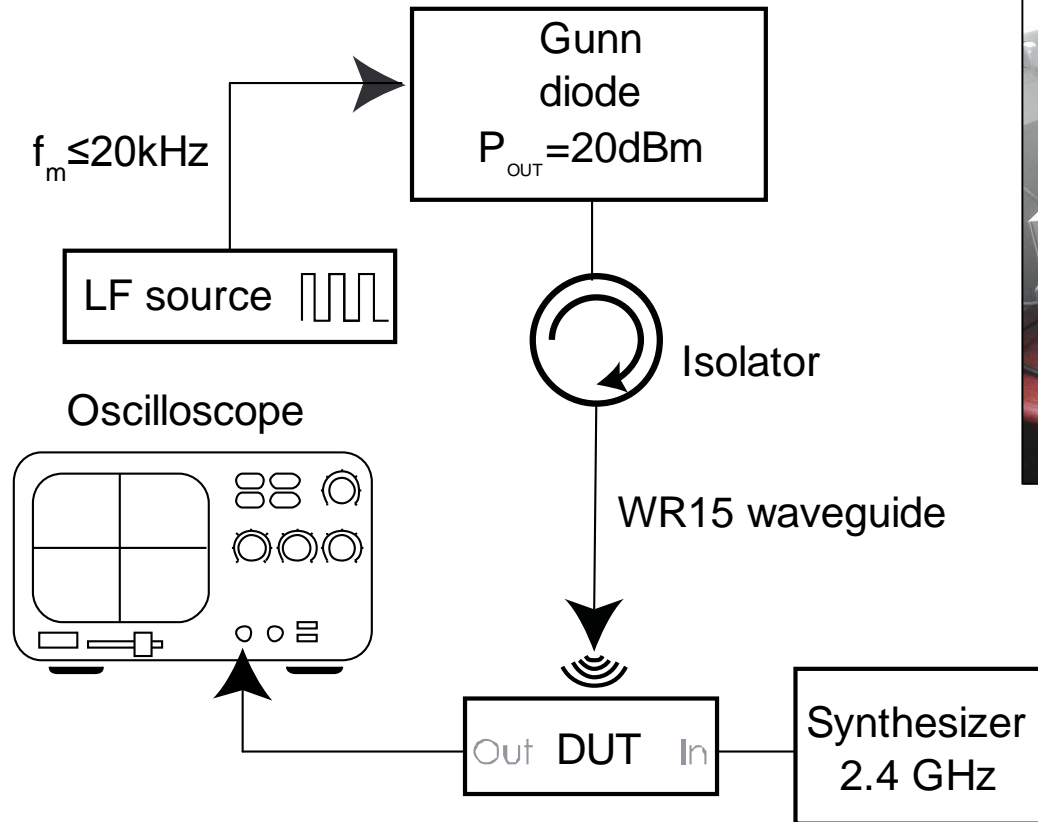 Gunn
diode
P_OUT=20dBm
f_m≤20kHz
LF source
Isolator
Oscilloscope
WR15 waveguide
Out DUT In
Synthesizer
2.4 GHz